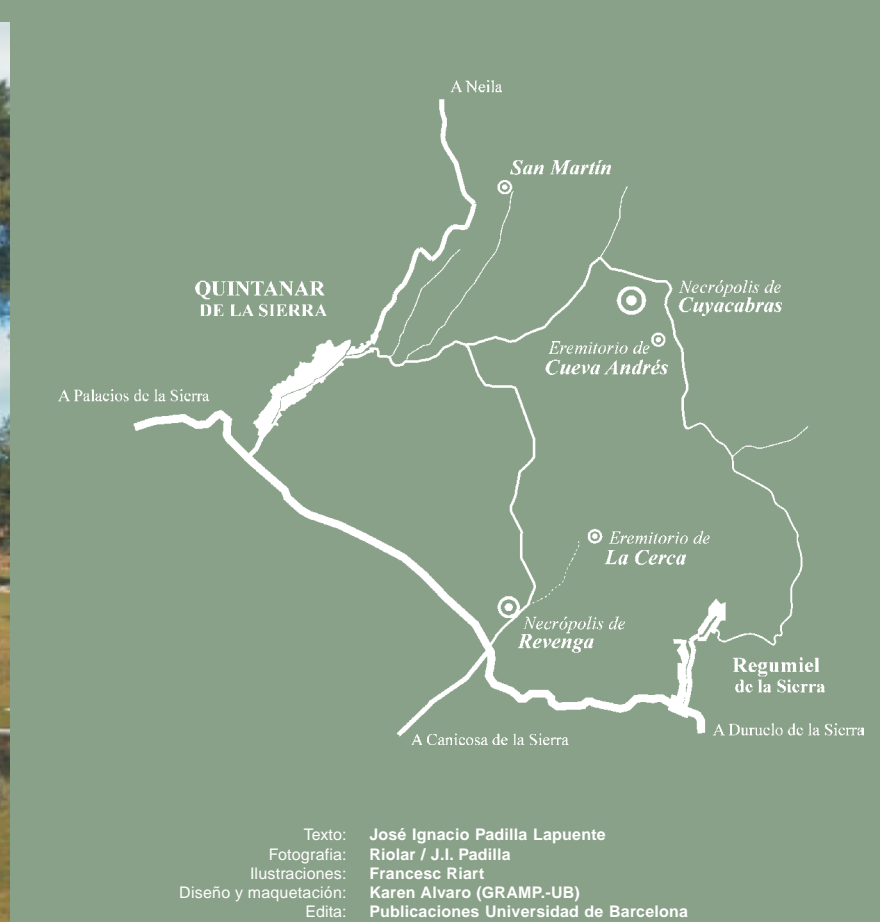 A Neila
San Martín
QUINTANAR
DE LA SIERRA
Necrópolis de
Cuyacabras
Eremitorio de
Cueva Andrés
A Palacios de la Sierra
Eremitorio de
La Cerca
Necrópolis de
Revenga
Regumiel
de la Sierra
A Canicosa de la Sierra
A Duruelo de la Sierra
Texto: José Ignacio Padilla Lapuente
Fotografia: Riolar / J.I. Padilla
Ilustraciones: Francesc Riart
Diseño y maquetación: Karen Alvaro (GRAMP.-UB)
Edita: Publicaciones Universidad de Barcelona